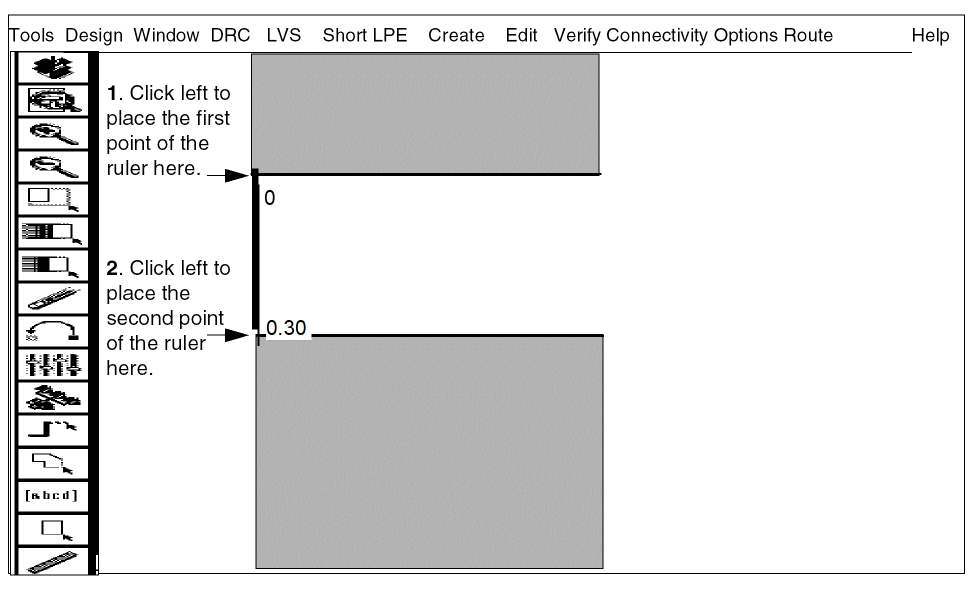 Tools Design Window DRC LVS Short LPE Create Edit Verify Connectivity Options Route Help
1. Click left to
place the first
point of the
ruler here.
0
2. Click left to
place the
second point
of the ruler
here.
0.30
[abcd]